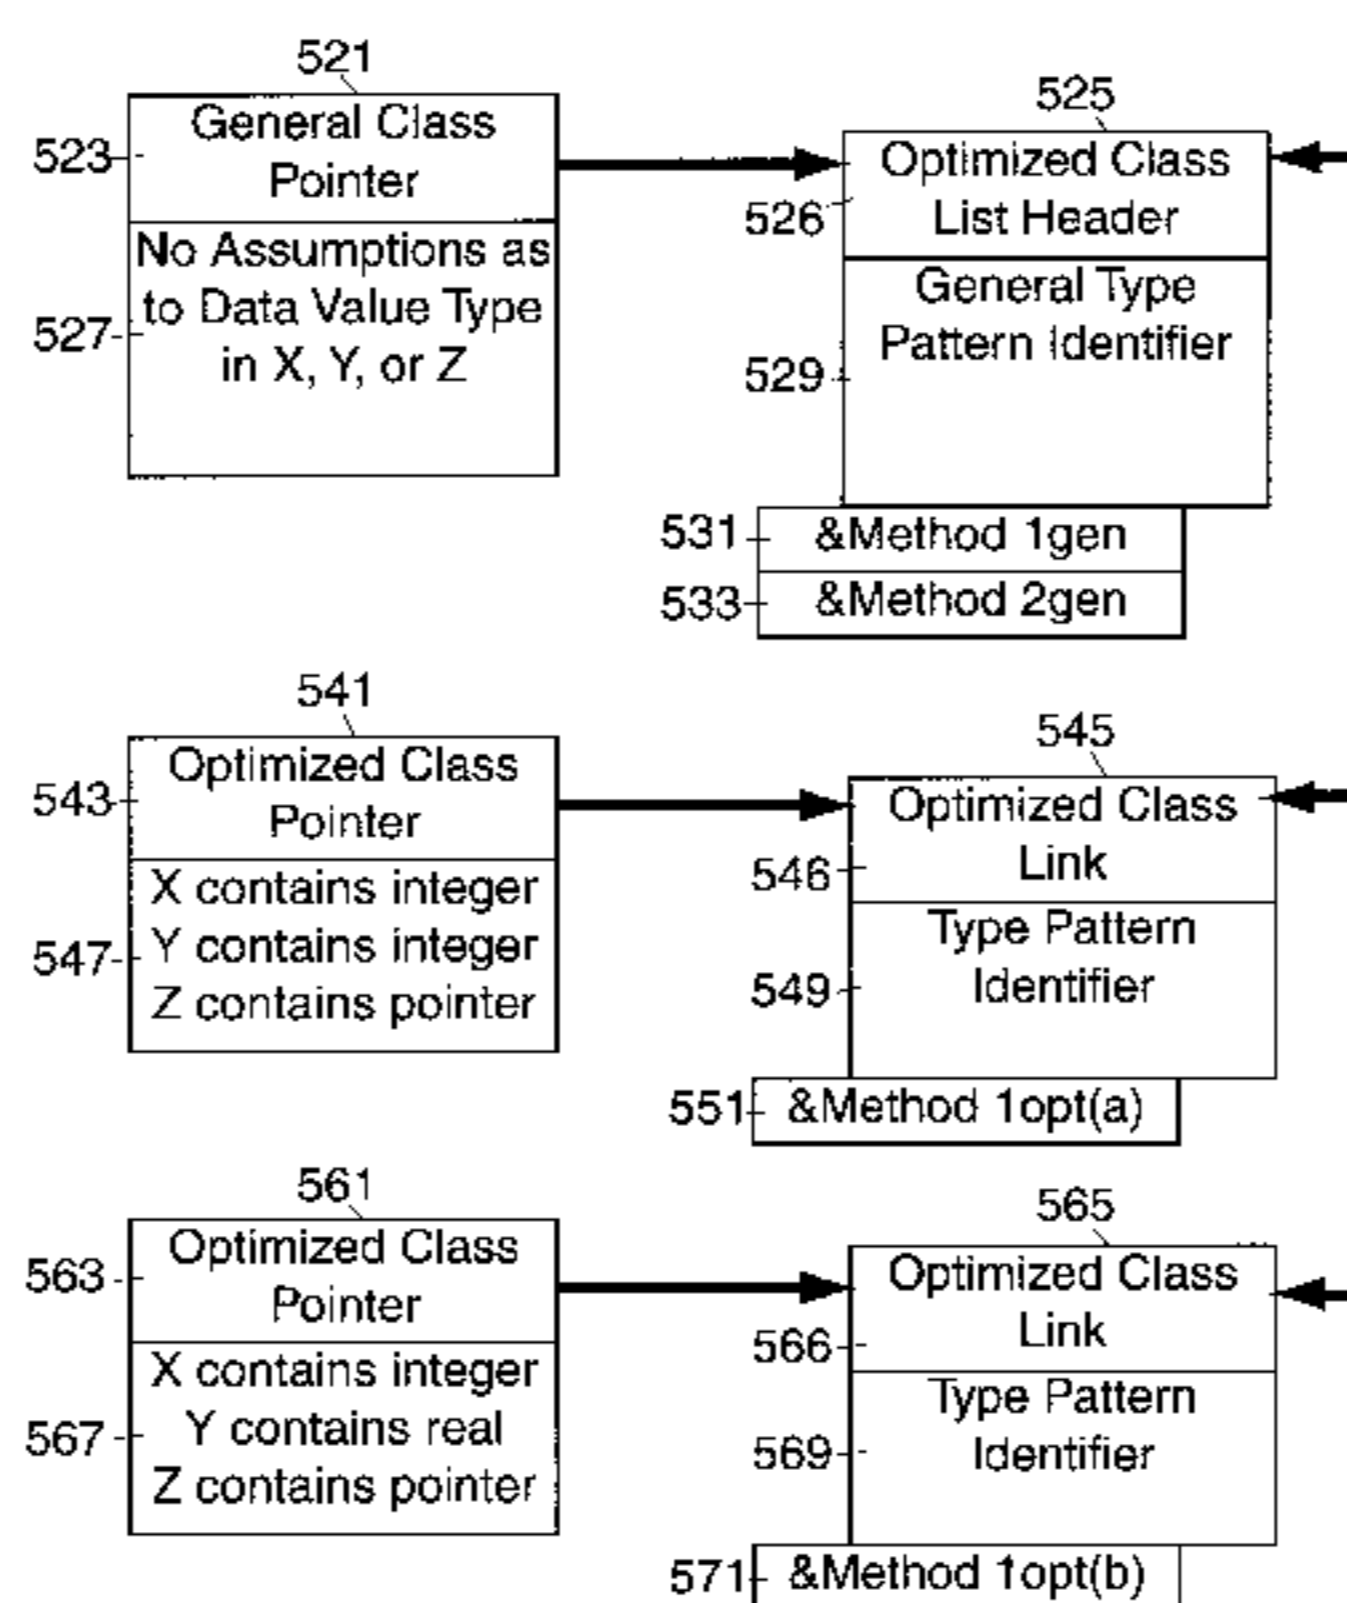 521
General Class
Pointer
523
No Assumptions as
to Data Value Type
in X, Y, or Z
527
525
Optimized Class
List Header
526
General Type
Pattern Identifier
529
531
&Method 1gen
533
&Method 2gen
541
Optimized Class
Pointer
543
X contains integer
Y contains integer
Z contains pointer
547
545
Optimized Class
Link
546
Type Pattern
Identifier
549
551
&Method 1opt(a)
561
Optimized Class
Pointer
563
X contains integer
Y contains real
Z contains pointer
567
565
Optimized Class
Link
566
Type Pattern
Identifier
569
571
&Method 1opt(b)